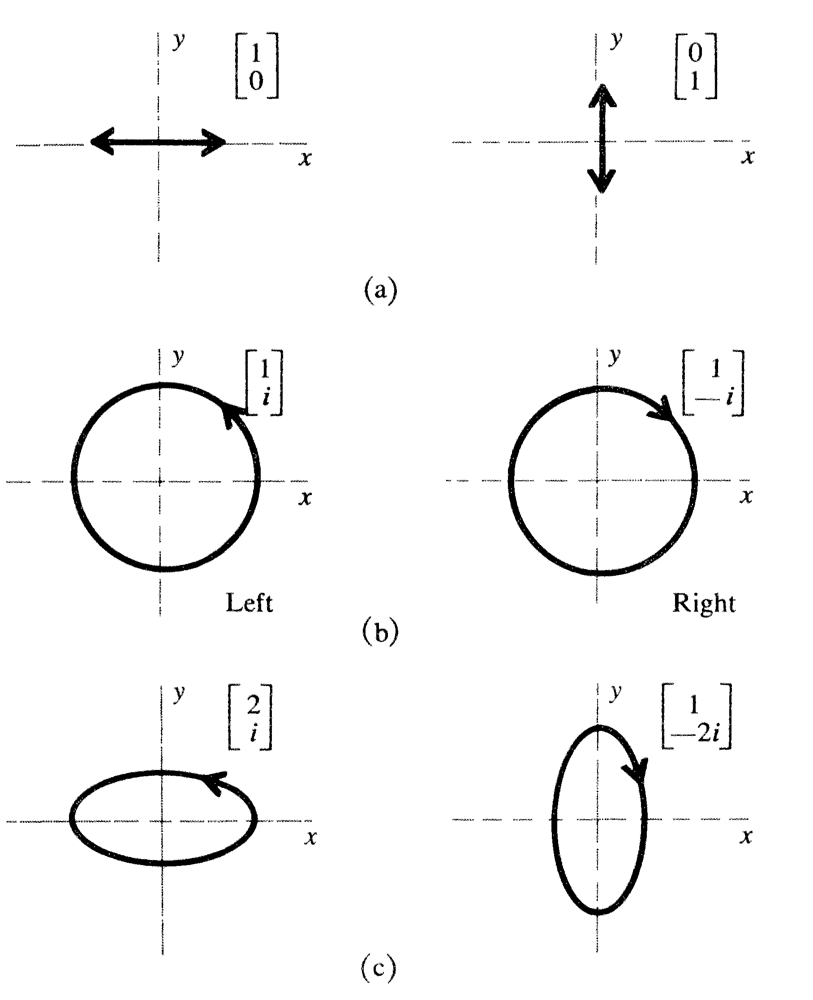 y [1 0] y [0 1]
x x
(a)
y [1 i] y [1 —i]
x x
Left Right
(b)
y [2 i] y [1 —2i]
x x
(c)